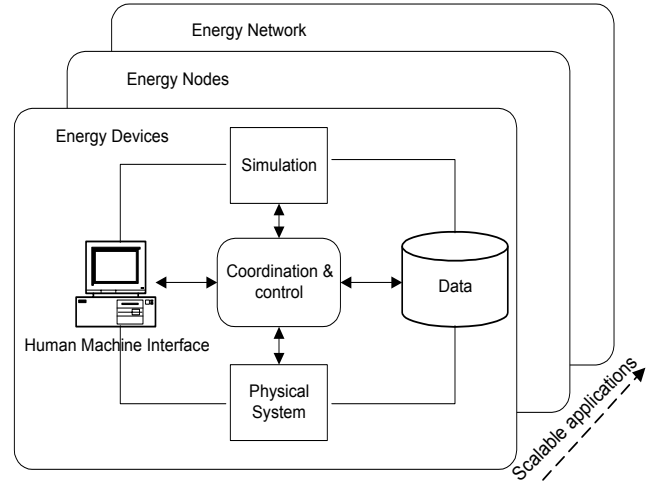 Energy Network
Energy Nodes
Energy Devices
Simulation
Coordination &
control
Data
Human Machine Interface
Physical
System
Scalable applications